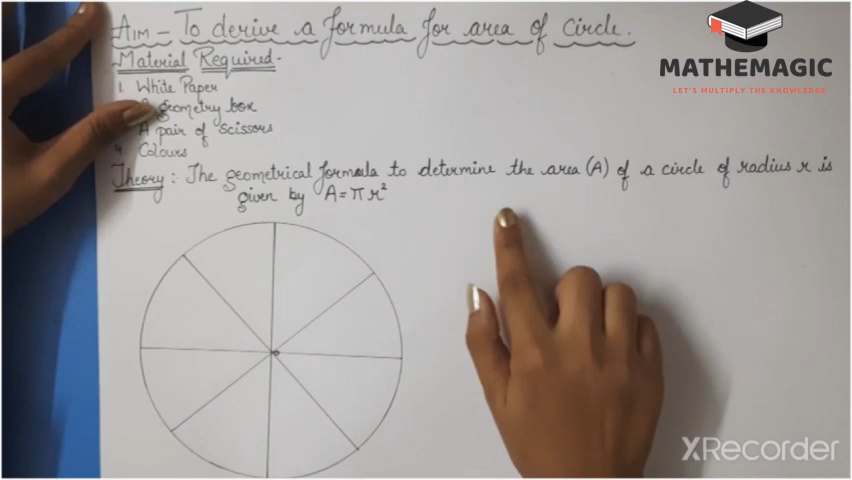 AIM - To derive a formula for area of circle.
MATHEMAGIC
LET'S MULTIPLY THE KNOWLEDGE
Material Required -
1. White Paper
geometry box
A pair of scissors
4. Colours
Theory : The geometrical formula to determine the area (A) of a circle of radius r is
given by A = π r²
XRecorder